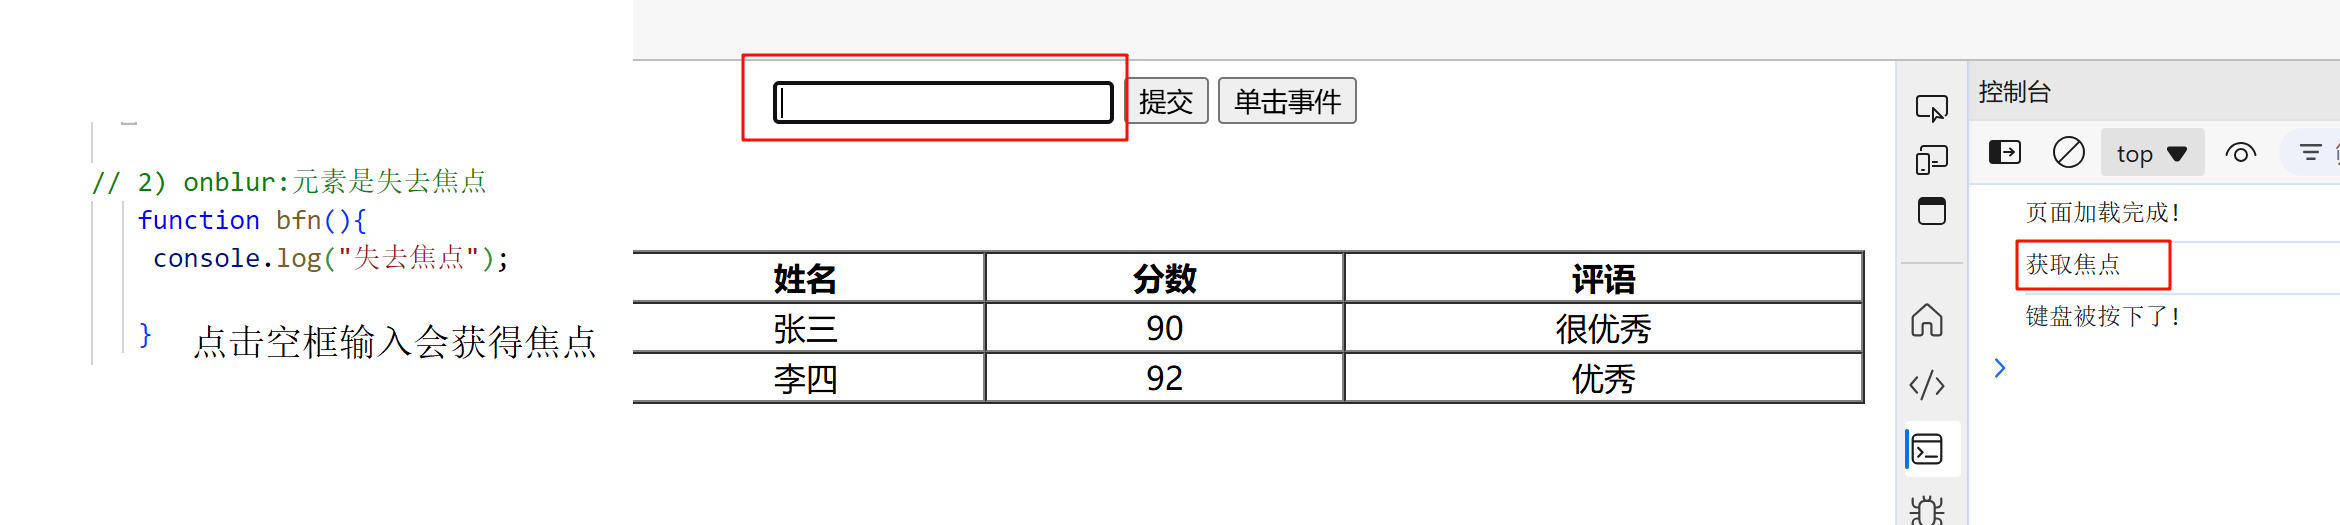 // 2) onblur:元素是失去焦点
function bfn(){
console.log("失去焦点");
}
点击空框输入会获得焦点
提交
单击事件
姓名 分数 评语
张三 90 很优秀
李四 92 优秀
控制台
top
页面加载完成!
获取焦点
键盘被按下了!